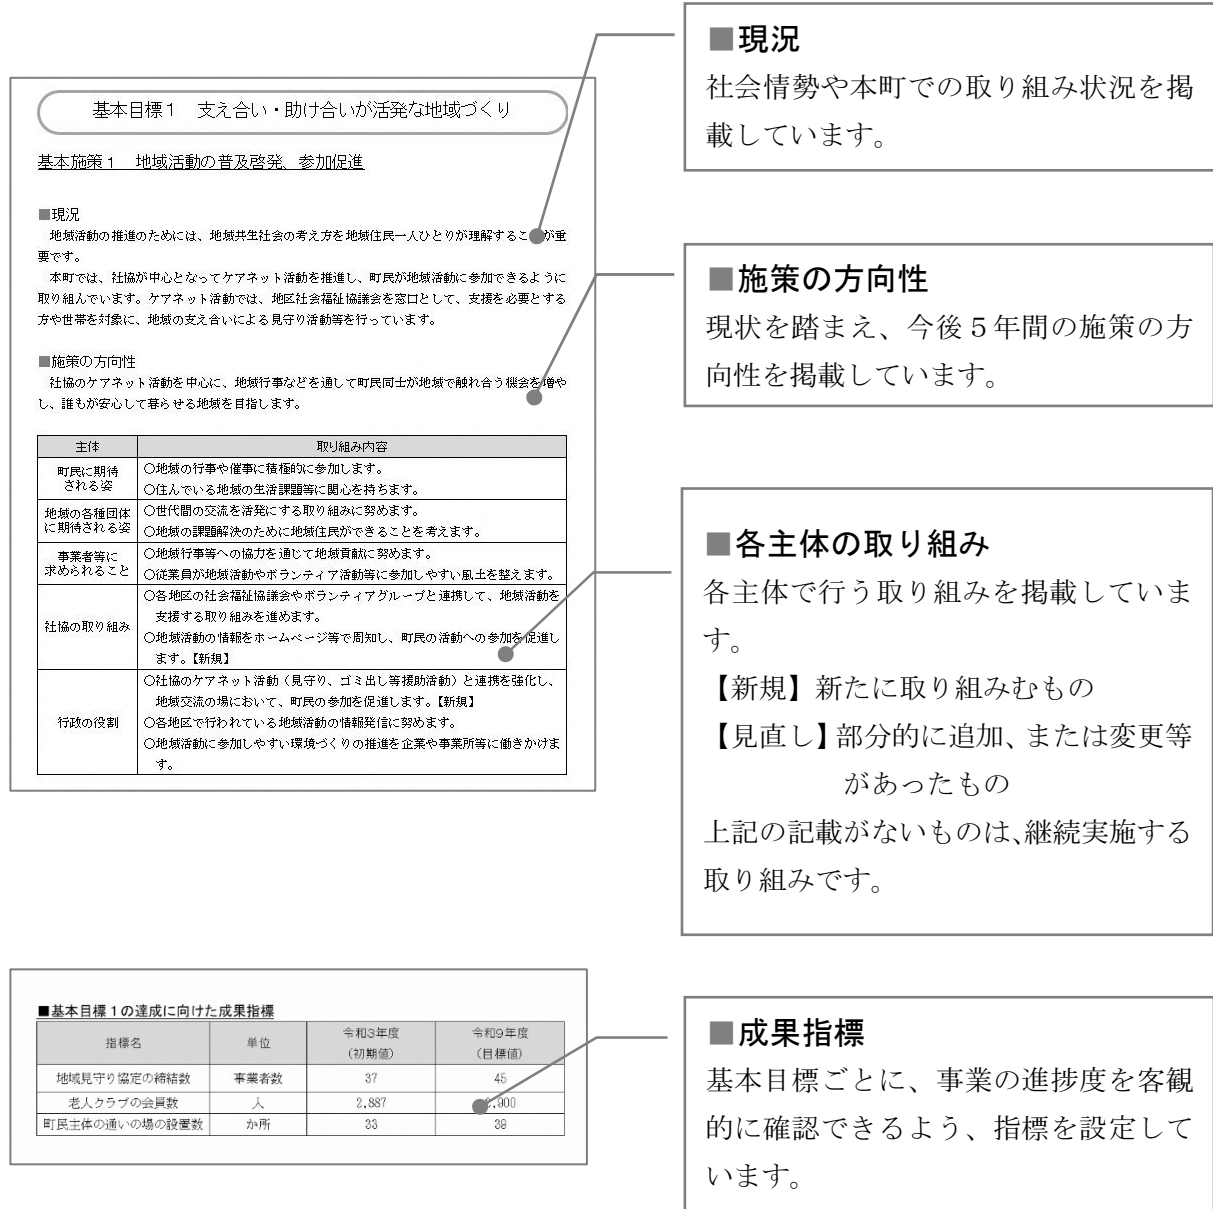 基本目標１　支え合い・助け合いが活発な地域づくり
基本施策１　地域活動の普及啓発、参加促進
■現況
地域活動の推進のためには、地域共生社会の考え方を地域住民一人ひとりが理解するこ が重
要です。
本町では、社協が中心となってケアネット活動を推進し、町民が地域活動に参加できるように
取り組んでいます。ケアネット活動では、地区社会福祉協議会を窓口として、支援を必要とする
方や世帯を対象に、地域の支え合いによる見守り活動等を行っています。
■施策の方向性
社協のケアネット活動を中心に、地域行事などを通して町民同士が地域で触れ合う機会を増や
し、誰もが安心して暮らせる地域を目指します。
主体　取り組み内容
町民に期待
される姿
○地域の行事や催事に積極的に参加します。
○住んでいる地域の生活課題等に関心を持ちます。
地域の各種団体
に期待される姿
○世代間の交流を活発にする取り組みに努めます。
○地域の課題解決のために地域住民ができることを考えます。
事業者等に
求められること
○地域行事等への協力を通じて地域貢献に努めます。
○従業員が地域活動やボランティア活動等に参加しやすい風土を整えます。
社協の取り組み
○各地区の社会福祉協議会やボランティアグループと連携して、地域活動を
支援する取り組みを進めます。
○地域活動の情報をホームページ等で周知し、町民の活動への参加を促進し
ます。【新規】
行政の役割
○社協のケアネット活動（見守り、ゴミ出し等援助活動）と連携を強化し、
地域交流の場において、町民の参加を促進します。【新規】
○各地区で行われている地域活動の情報発信に努めます。
○地域活動に参加しやすい環境づくりの推進を企業や事業所等に働きかけま
す。
■現況
社会情勢や本町での取り組み状況を掲
載しています。
■施策の方向性
現状を踏まえ、今後５年間の施策の方
向性を掲載しています。
■各主体の取り組み
各主体で行う取り組みを掲載していま
す。
【新規】新たに取り組みむもの
【見直し】部分的に追加、または変更等
があったもの
上記の記載がないものは、継続実施する
取り組みです。
■基本目標１の達成に向けた成果指標
指標名　単位　令和3年度　令和9年度
（初期値）　（目標値）
地域見守り協定の締結数　事業者数　37　45
老人クラブの会員数　人　2,887　,900
町民主体の通いの場の設置数　か所　33　39
■成果指標
基本目標ごとに、事業の進捗度を客観
的に確認できるよう、指標を設定して
います。